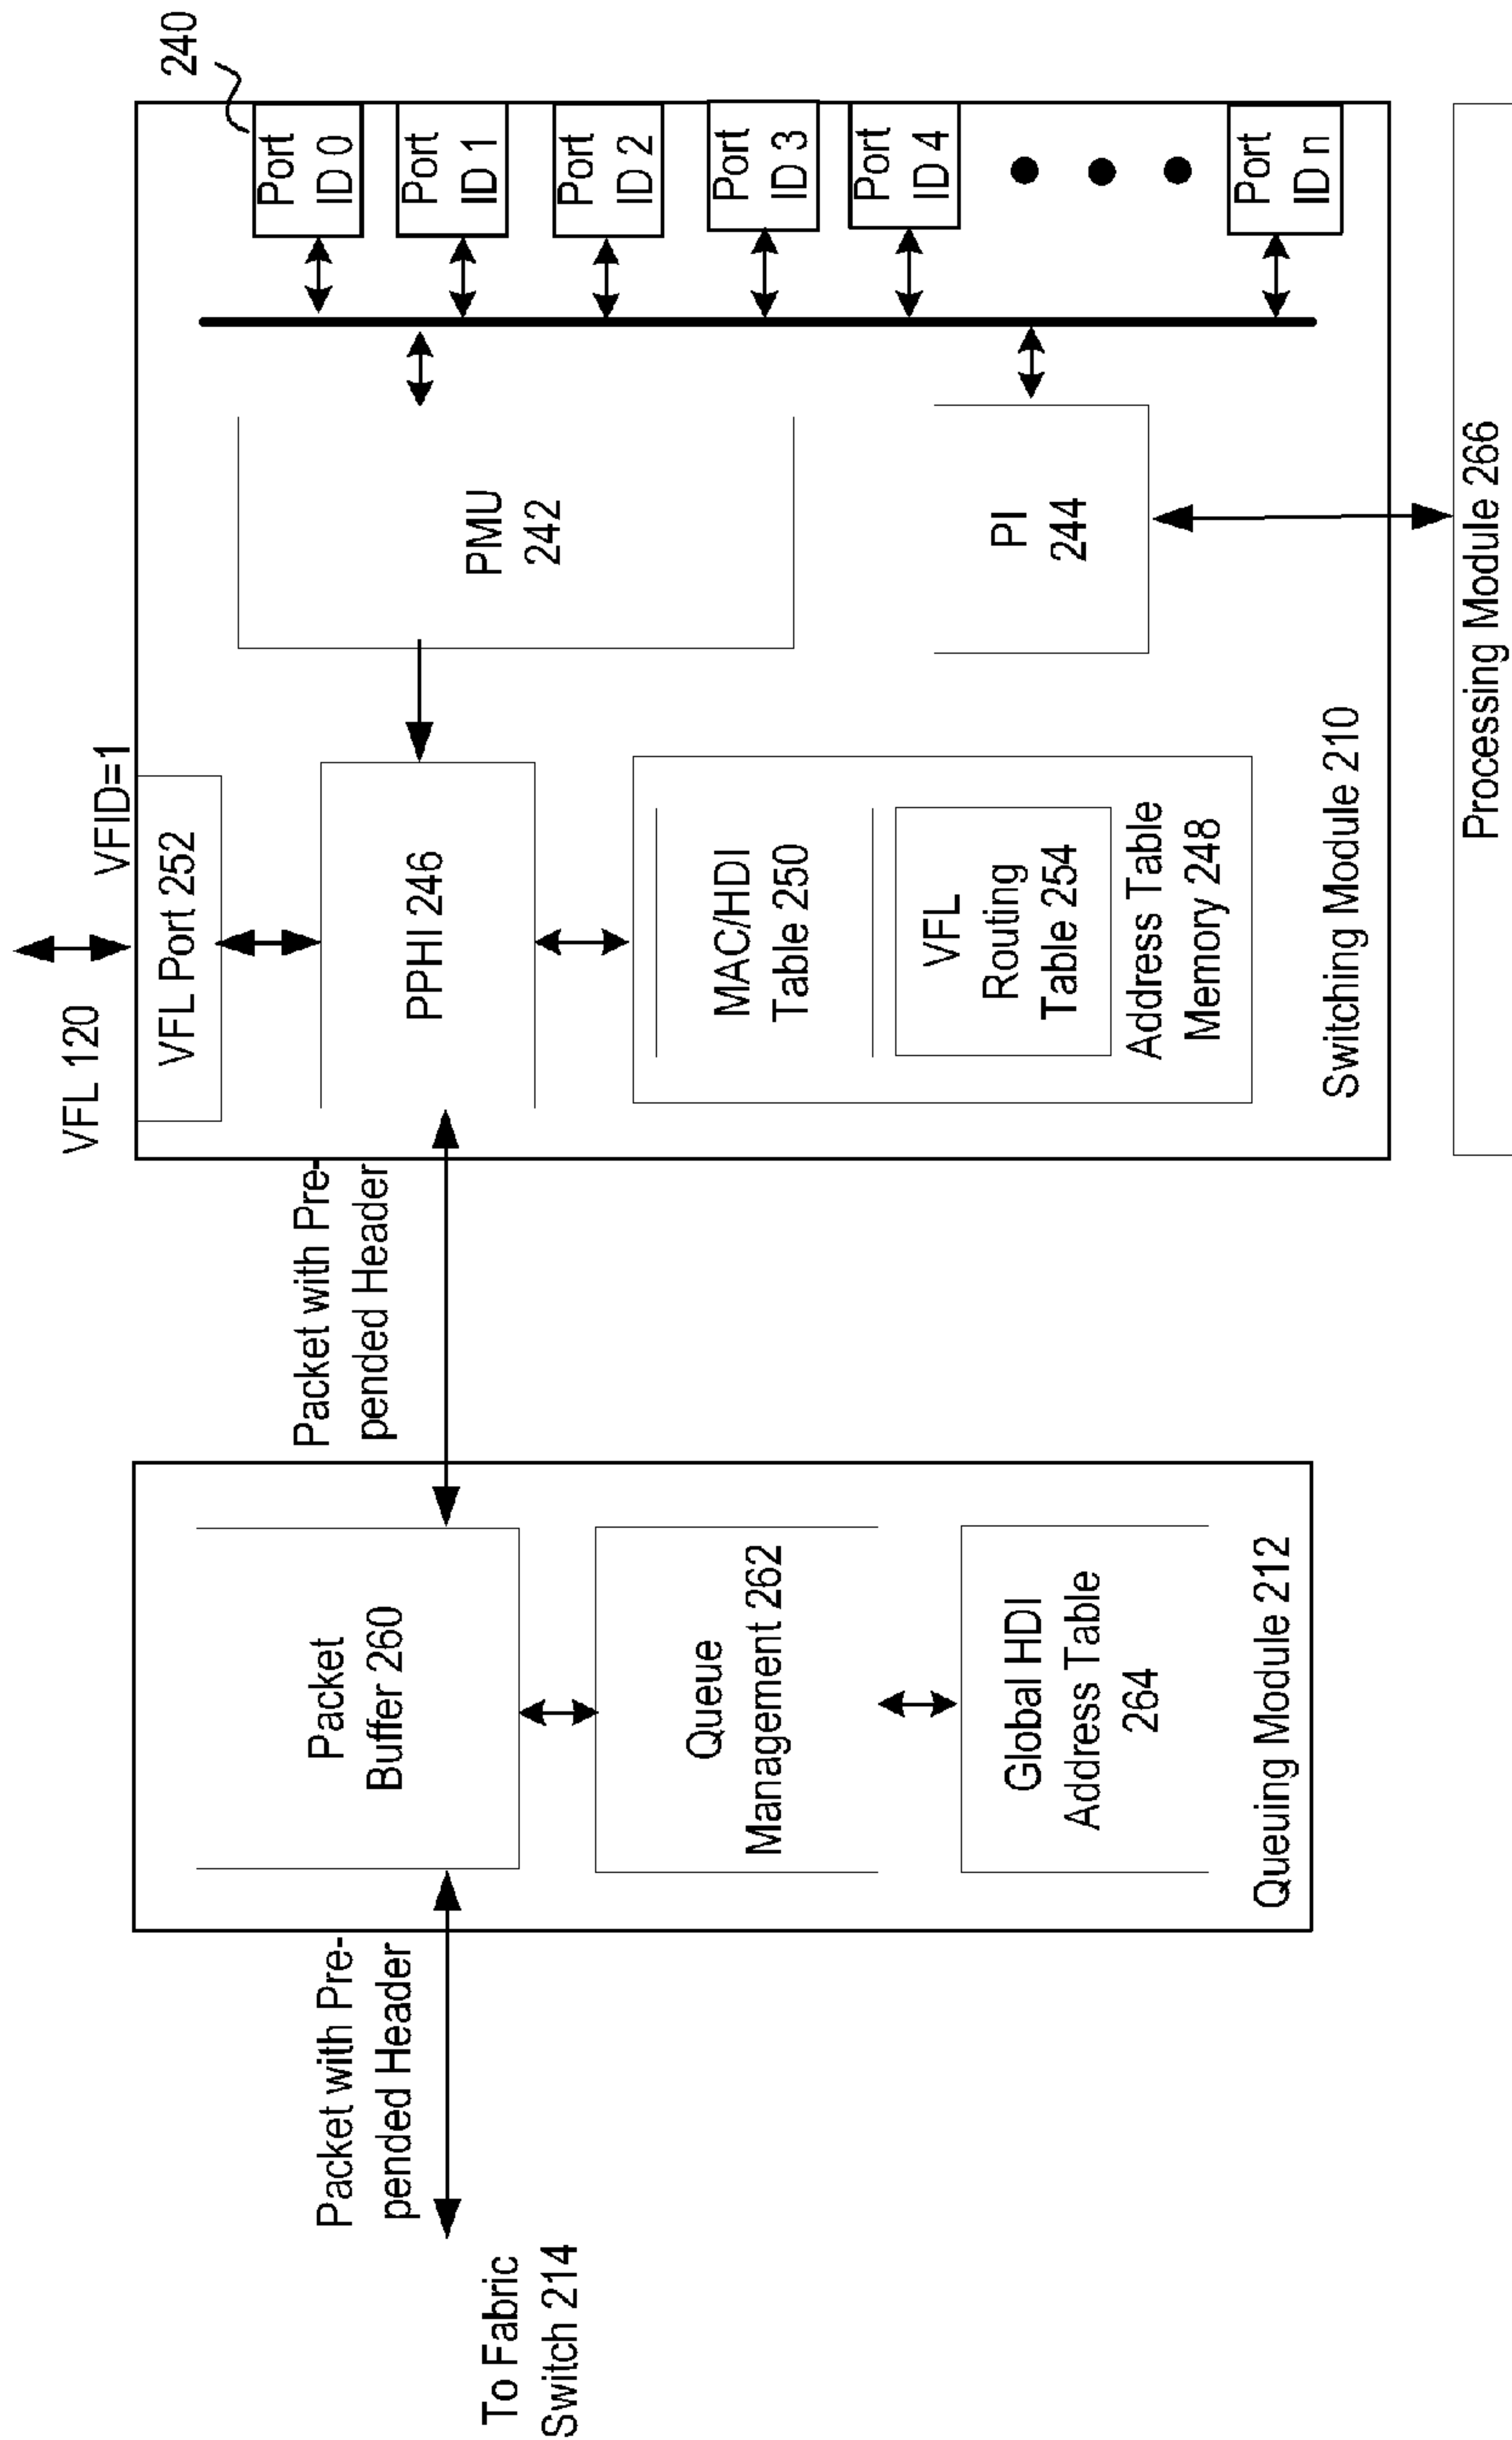 VFL 120
VFID=1
240
VFL Port 252
PPHI 246
PMU
242
Port
ID 0
Port
ID 1
Port
ID 2
Port
ID 3
Port
ID 4
Port
ID n
MAC/HDI
Table 250
VFL
Routing
Table 254
Address Table
Memory 248
PI
244
Switching Module 210
Processing Module 266
Packet with Pre-
pended Header
Packet
Buffer 260
Queue
Management 262
Global HDI
Address Table
264
Queuing Module 212
Packet with Pre-
pended Header
To Fabric
Switch 214